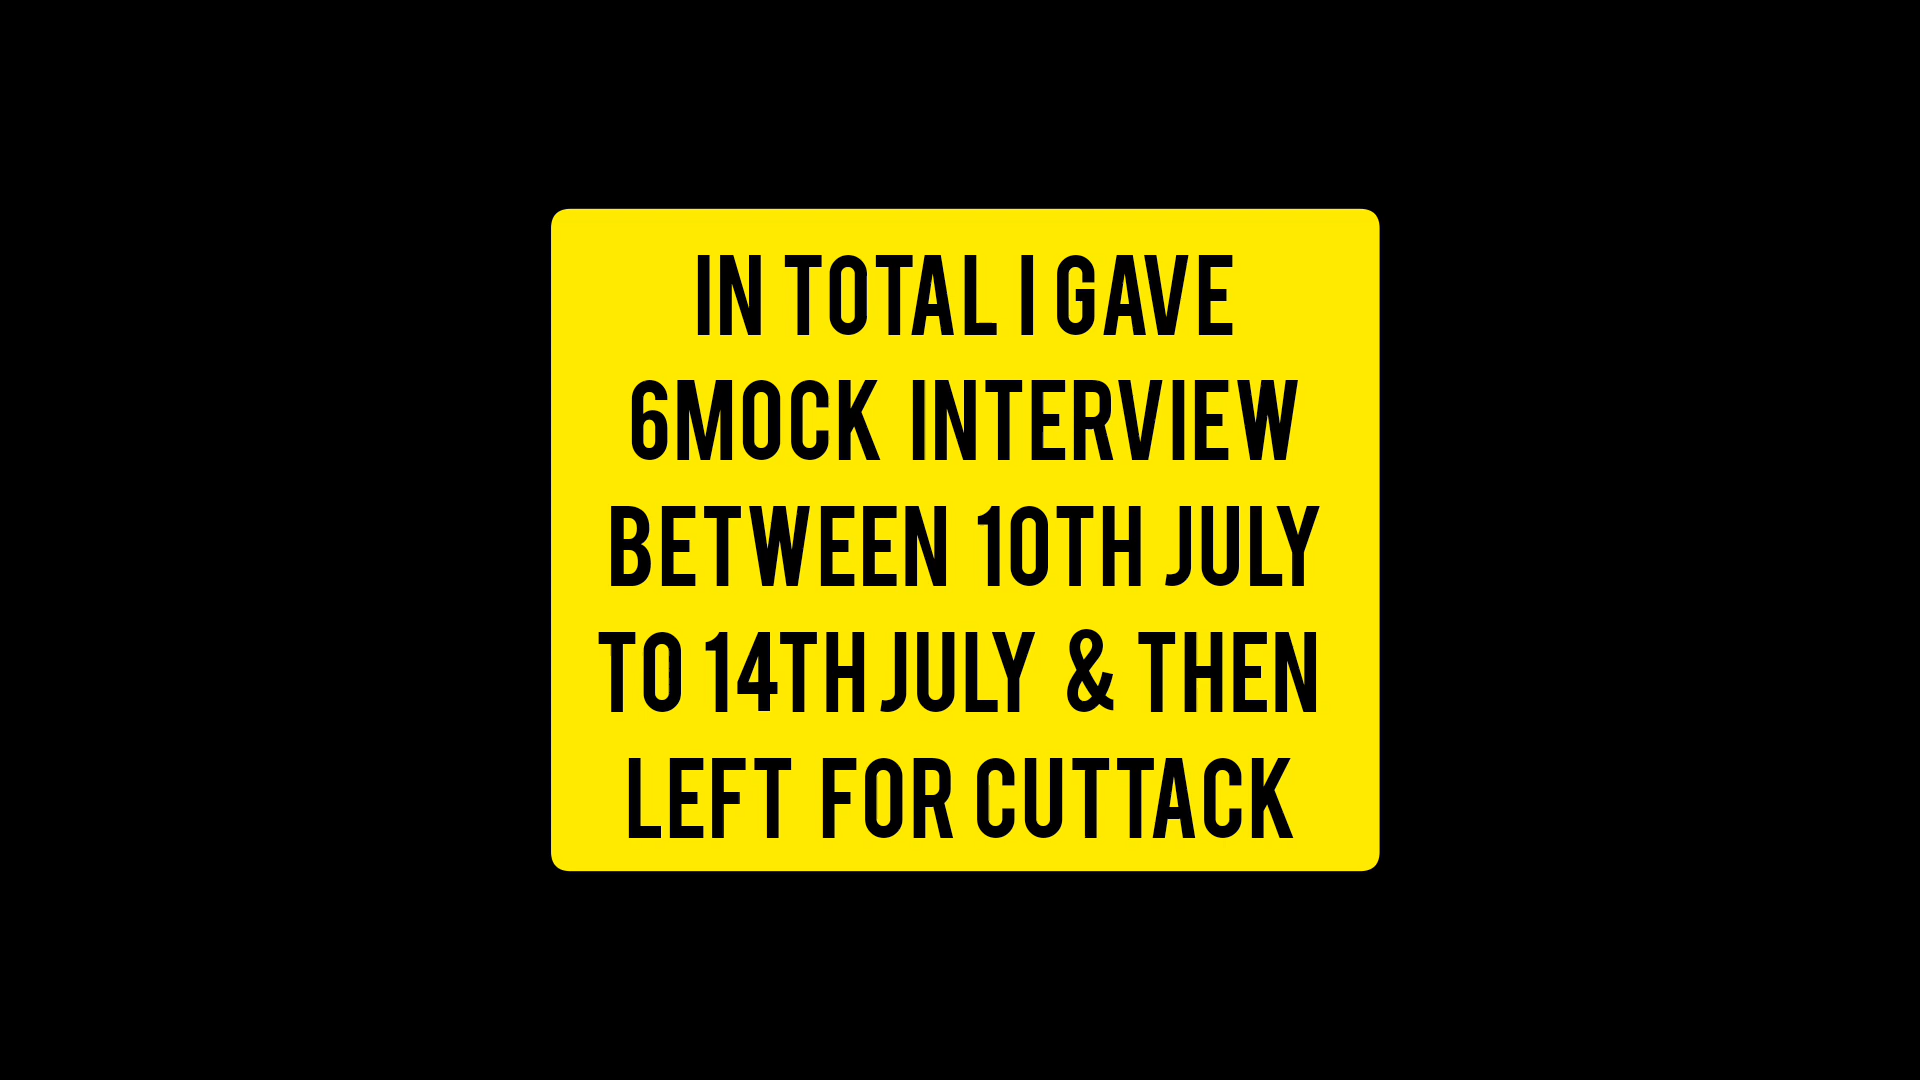 IN TOTAL I GAVE
6MOCK INTERVIEW
BETWEEN 10TH JULY
TO 14TH JULY & THEN
LEFT FOR CUTTACK